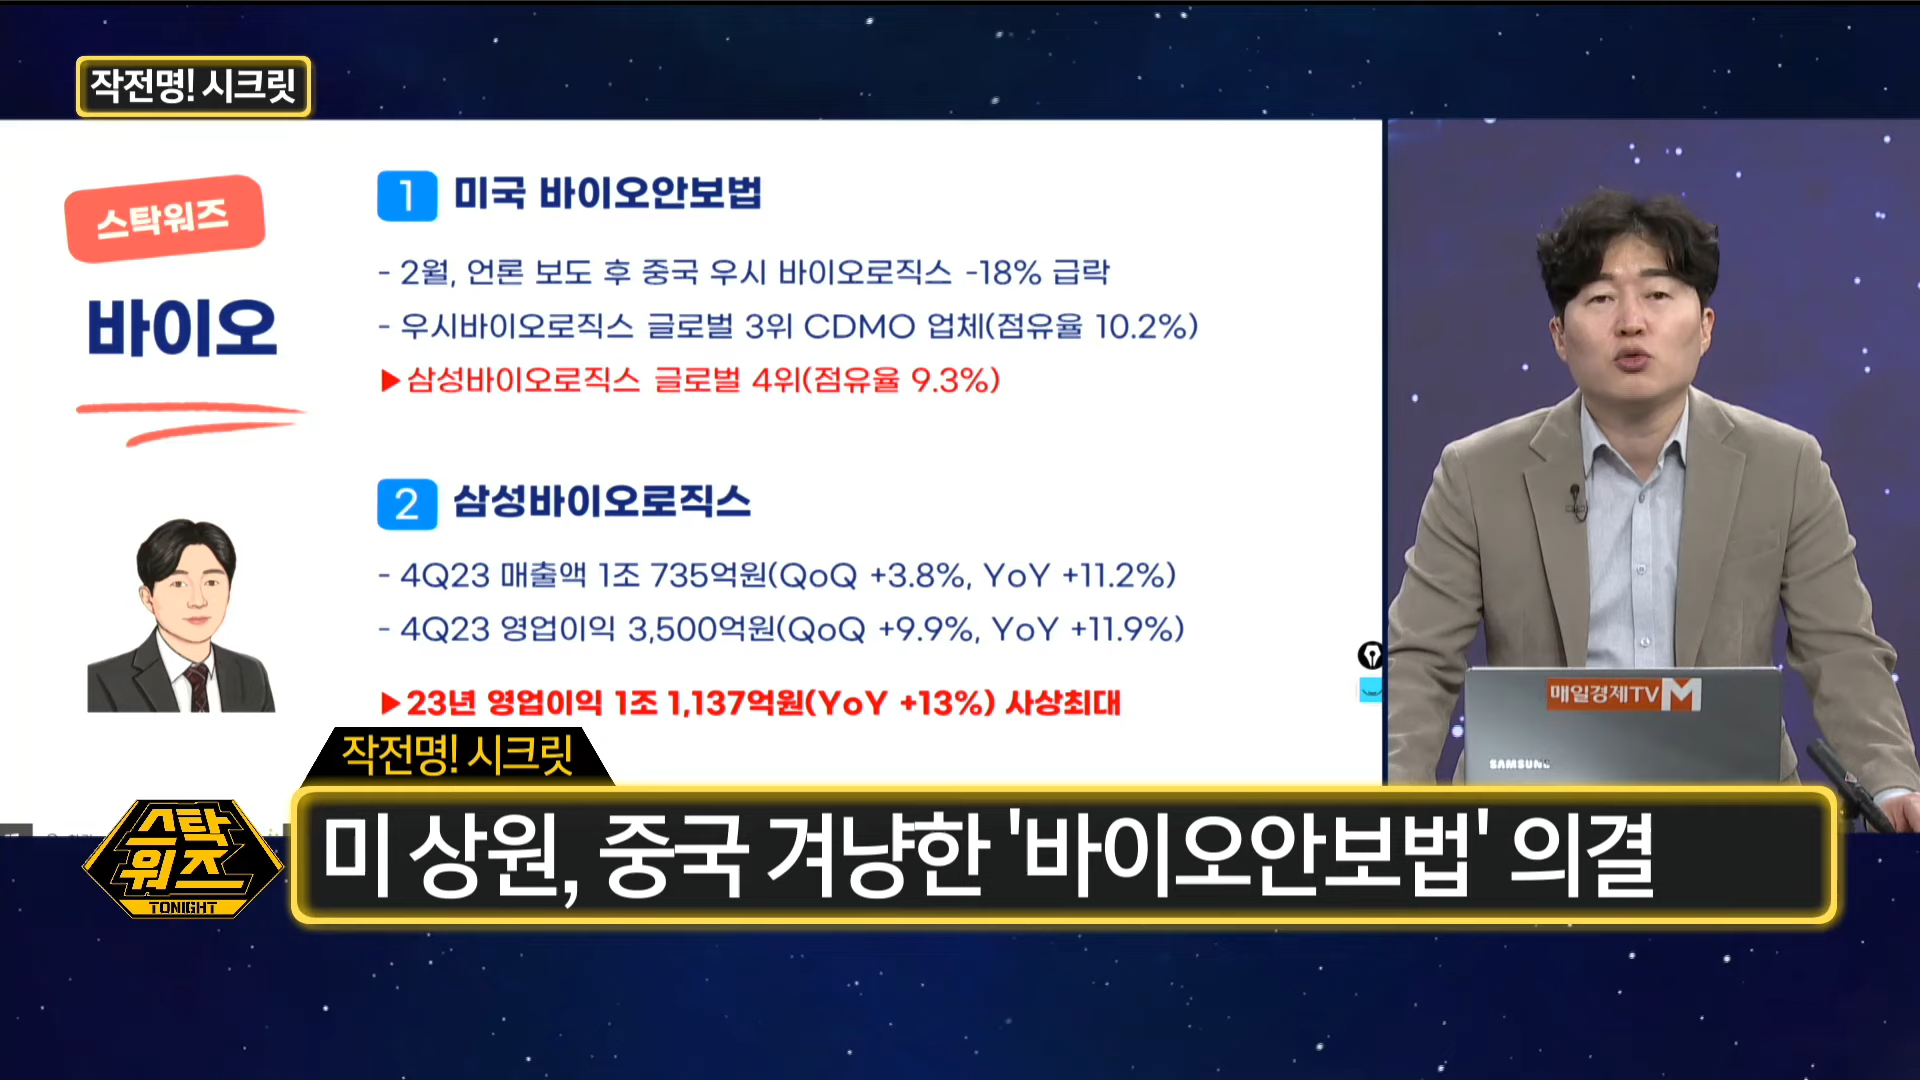 작전명! 시크릿
스탁워즈
바이오
1 미국 바이오안보법
- 2월, 언론 보도 후 중국 우시 바이오로직스 -18% 급락
- 우시바이오로직스 글로벌 3위 CDMO 업체(점유율 10.2%)
▶삼성바이오로직스 글로벌 4위(점유율 9.3%)
2 삼성바이오로직스
- 4Q23 매출액 1조 735억원(QoQ +3.8%, YoY +11.2%)
- 4Q23 영업이익 3,500억원(QoQ +9.9%, YoY +11.9%)
▶23년 영업이익 1조 1,137억원(YoY +13%) 사상최대
매일경제TV M
SAMSUNG
작전명! 시크릿
스탁
워즈
TONIGHT
미 상원, 중국 겨냥한 '바이오안보법' 의결